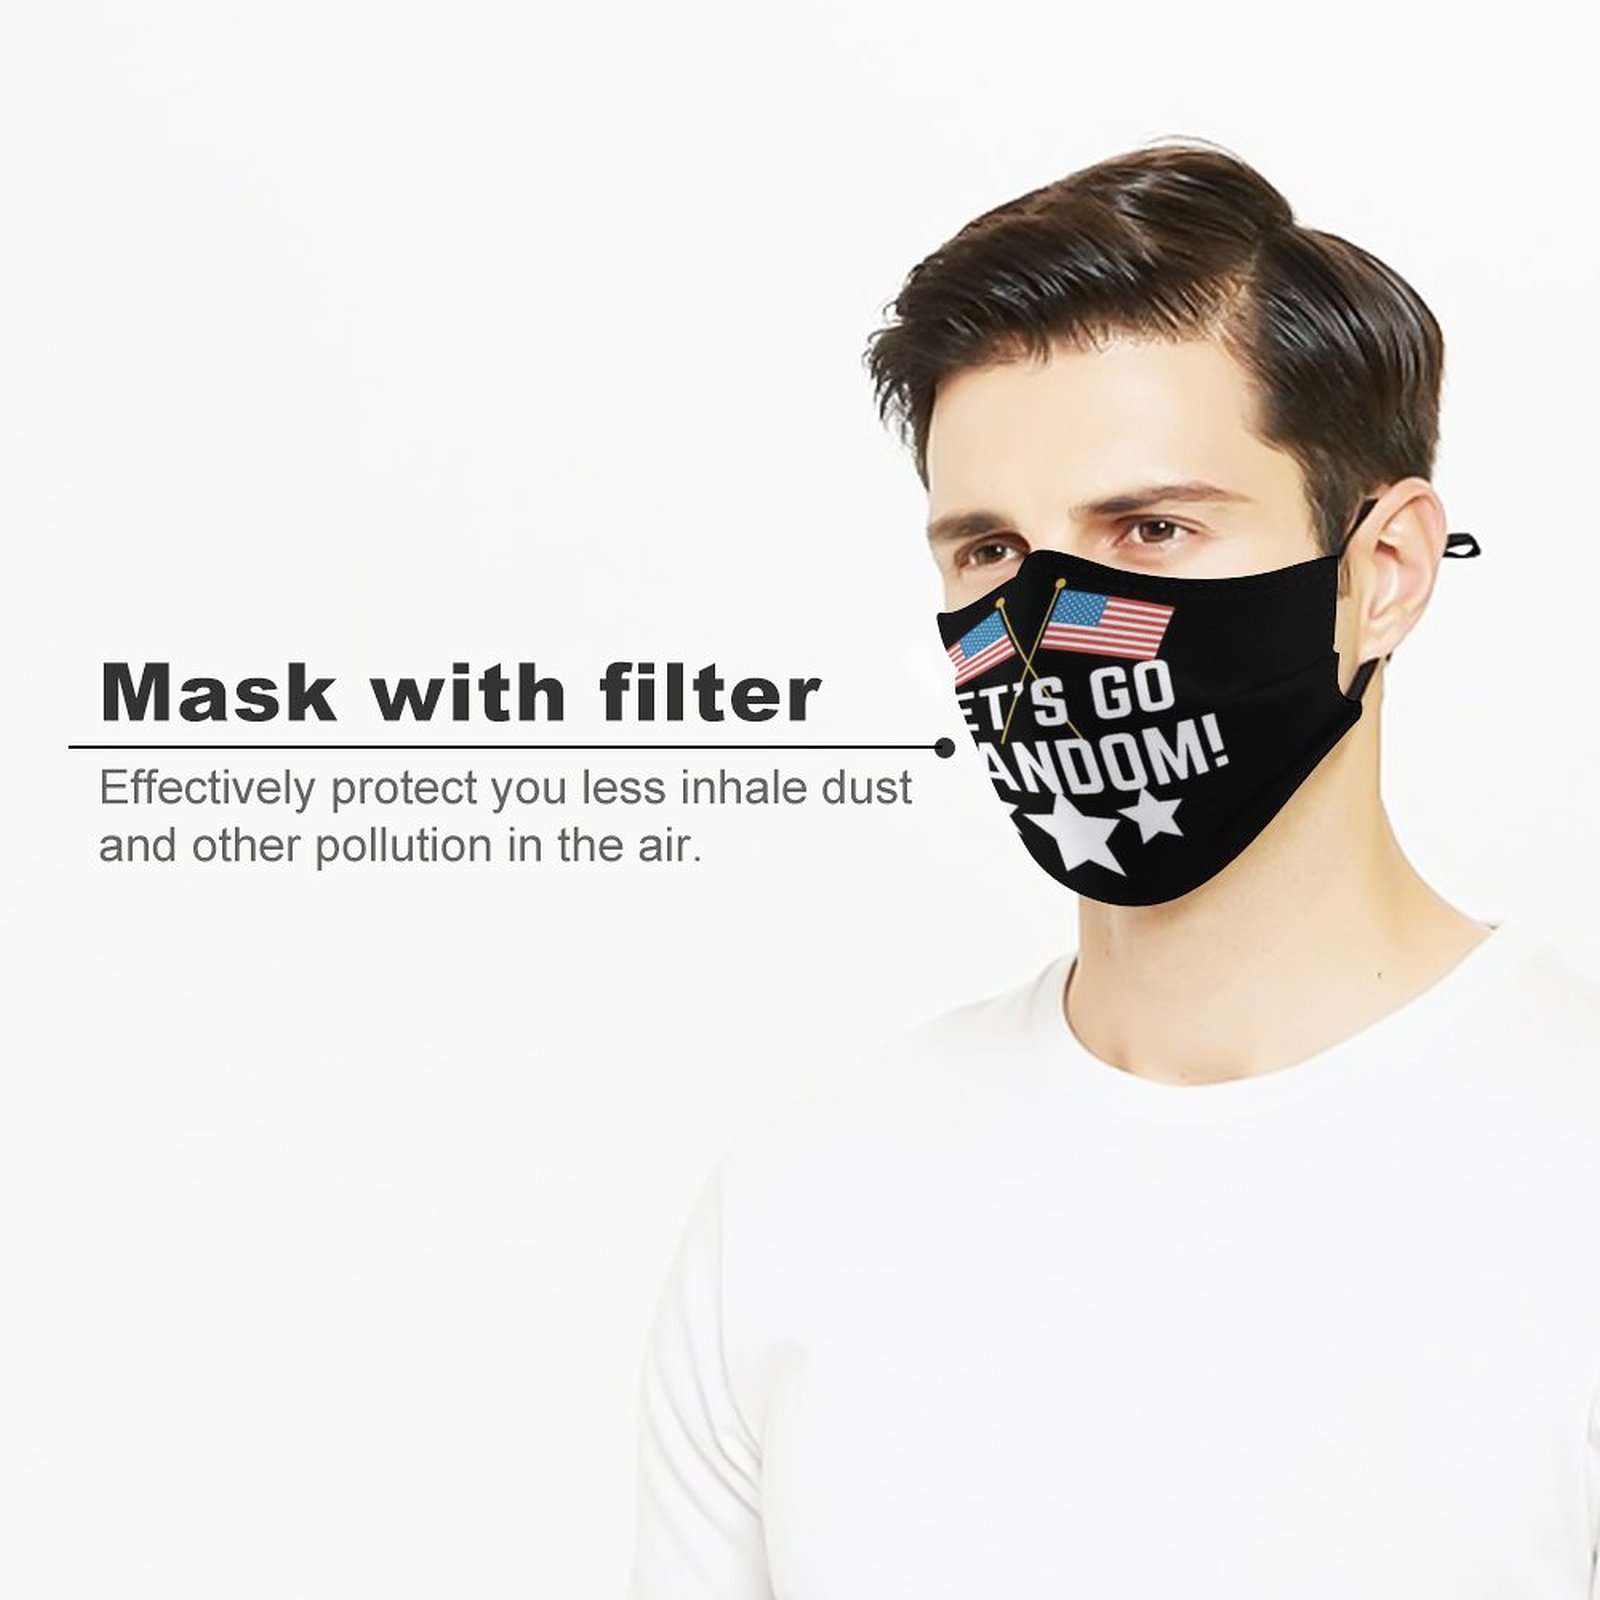 Mask with filter
Effectively protect you less inhale dust
and other pollution in the air.
ET'S GO
ANDOM!